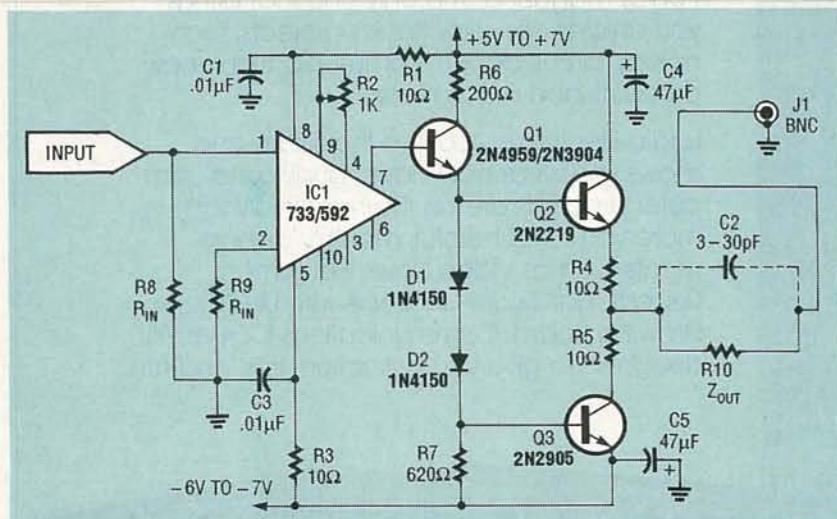 +5V TO +7V
C1
.01μF
R1
10Ω
R6
200Ω
C4
47μF
+
J1
BNC
R2
1K
Q1
2N4959/2N3904
INPUT
1
8
9
4
7
IC1
733/592
2
5
10
3
6
Q2
2N2219
C2
3–30pF
R8
R_IN
R9
R_IN
D1
1N4150
R4
10Ω
R5
10Ω
R10
Z_OUT
D2
1N4150
C3
.01μF
R3
10Ω
R7
620Ω
Q3
2N2905
C5
47μF
+
–6V TO –7V